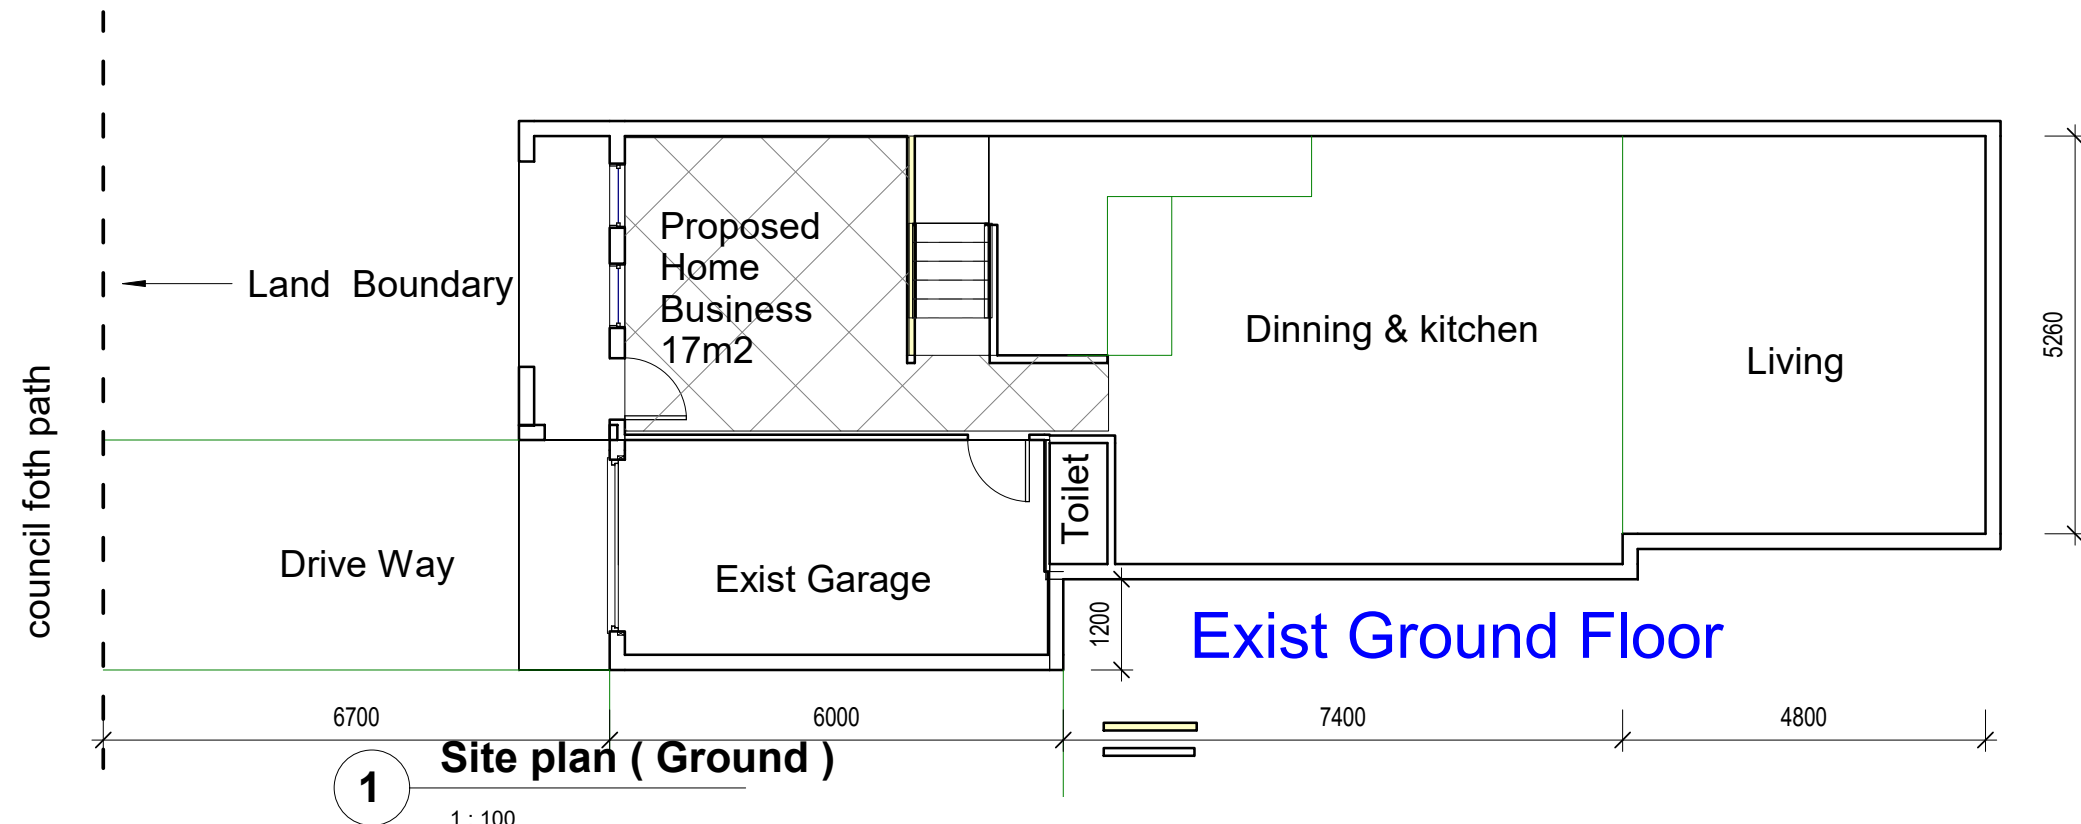 Proposed
Home
Business
17m2
Land  Boundary
Dinning & kitchen
Living
5260
council foth path
Toilet
Drive Way
Exist Garage
1200
Exist Ground Floor
6700
6000
7400
4800
1
Site plan ( Ground )
1 : 100